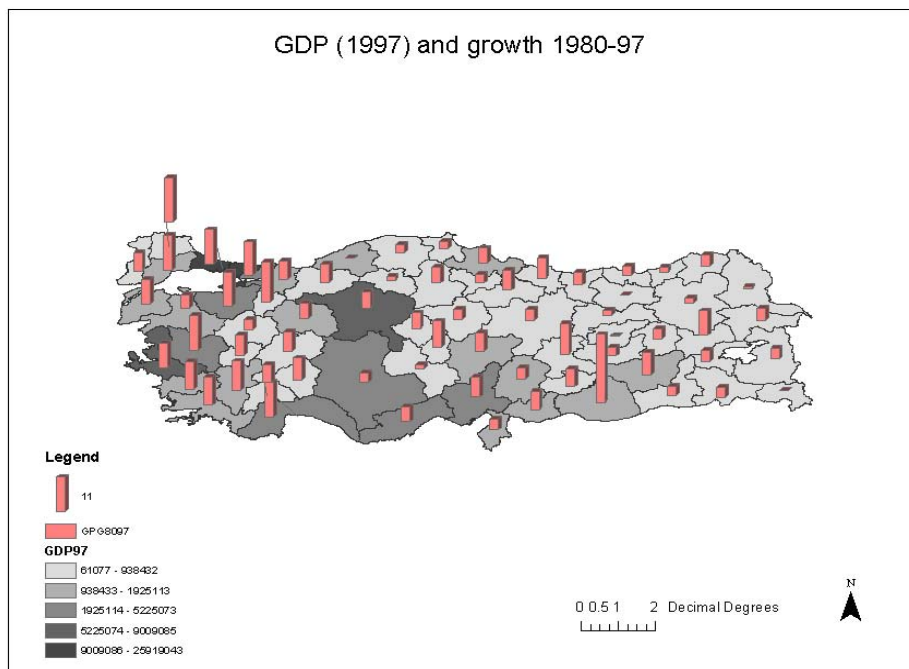 GDP (1997) and growth 1980-97
Legend
11
GPG8097
GDP97
61077 - 938432
938433 - 1925113
1925114 - 5225073
5225074 - 9009085
9009086 - 25919043
0 0.5 1 2 Decimal Degrees
N